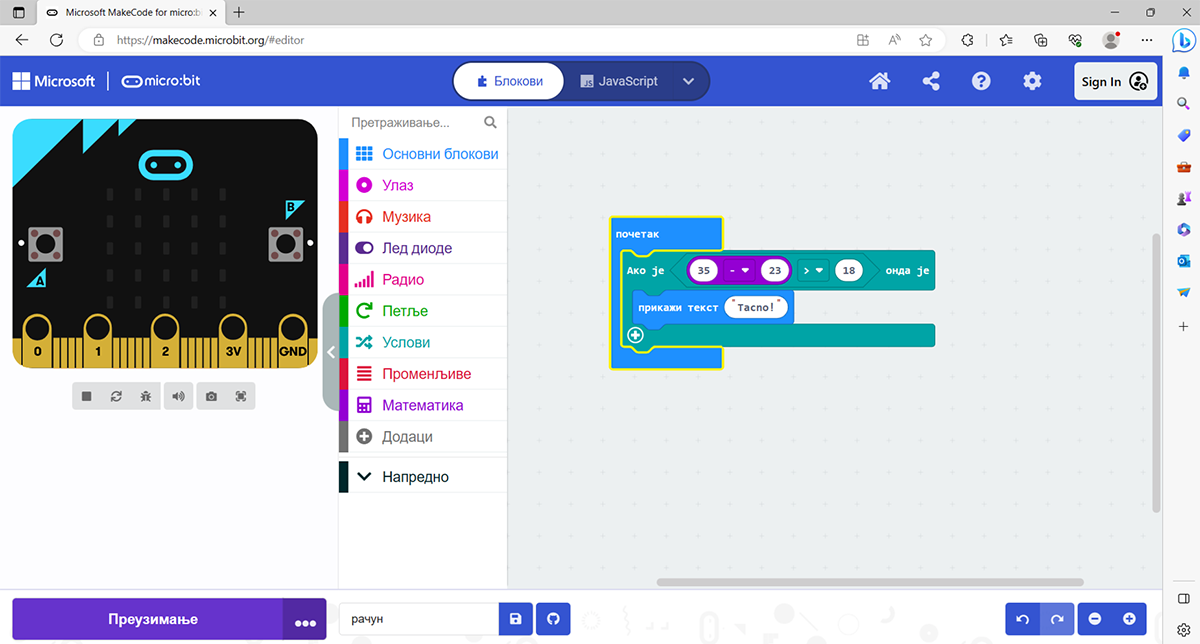 Microsoft MakeCode for micro:b
https://makecode.microbit.org/#editor
Microsoft
micro:bit
Блокови
JS
JavaScript
Sign In
Претраживање...
Основни блокови
Улаз
Музика
Лед диоде
Радио
Петље
Услови
Променљиве
Математика
Додаци
Напредно
B
A
0 1 2 3V GND
почетак
Ако је 35 - 23 > 18 онда је
прикажи текст "Tacno!"
Преузимање
рачун